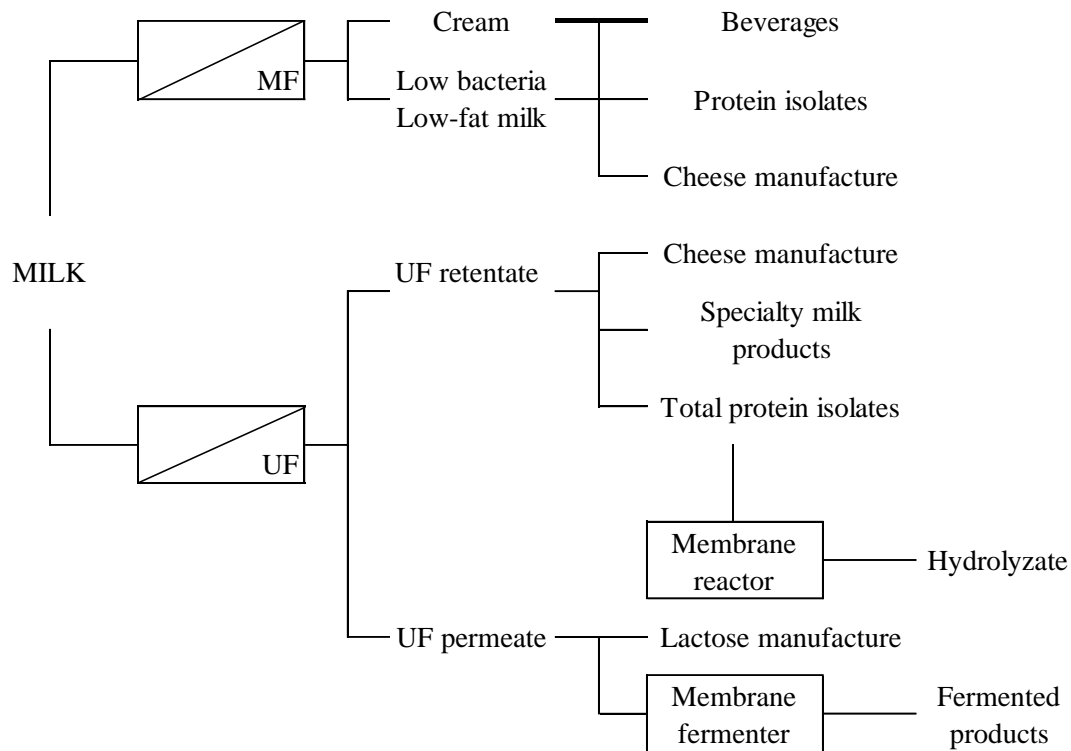 Cream
Beverages
MF
Low bacteria
Low-fat milk
Protein isolates
Cheese manufacture
MILK
UF retentate
Cheese manufacture
Specialty milk
products
Total protein isolates
UF
Membrane
reactor
Hydrolyzate
UF permeate
Lactose manufacture
Membrane
fermenter
Fermented
products